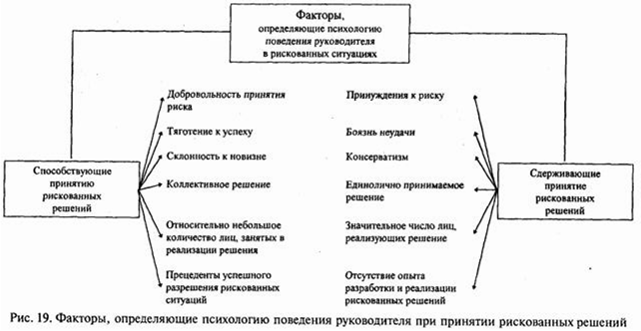 Факторы,
определяющие психологию
поведения руководителя
в рискованных ситуациях
Способствующие
принятию
рискованных
решений
Добровольность принятия
риска
Тяготение к успеху
Склонность к новизне
Коллективное решение
Относительно небольшое
количество лиц, занятых в
реализации решения
Прецеденты успешного
разрешения рискованных
ситуаций
Принуждения к риску
Боязнь неудачи
Консерватизм
Единолично принимаемое
решение
Значительное число лиц,
реализующих решение
Отсутствие опыта
разработки и реализации
рискованных решений
Сдерживающие
принятие
рискованных
решений
Рис. 19. Факторы, определяющие психологию поведения руководителя при принятии рискованных решений